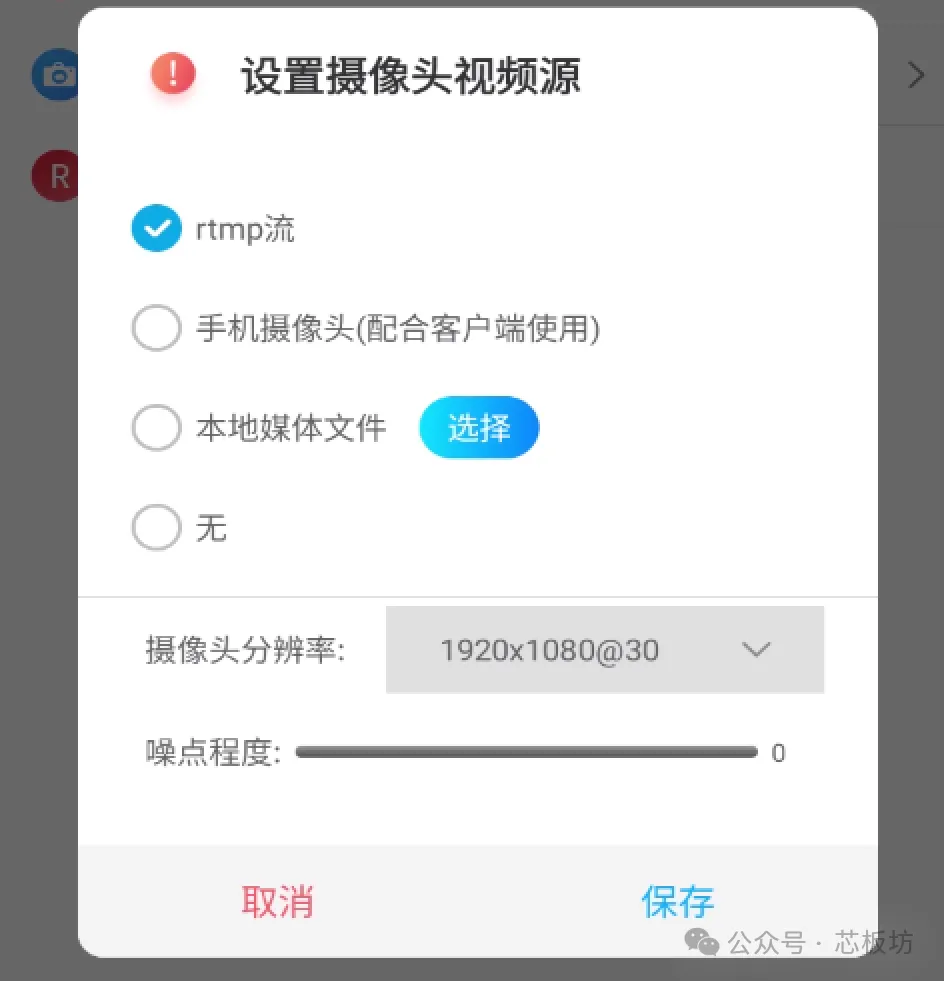 设置摄像头视频源
R
rtmp流
手机摄像头(配合客户端使用)
本地媒体文件 选择
无
摄像头分辨率: 1920x1080@30
噪点程度: 0
取消 保存
公众号 · 芯板坊